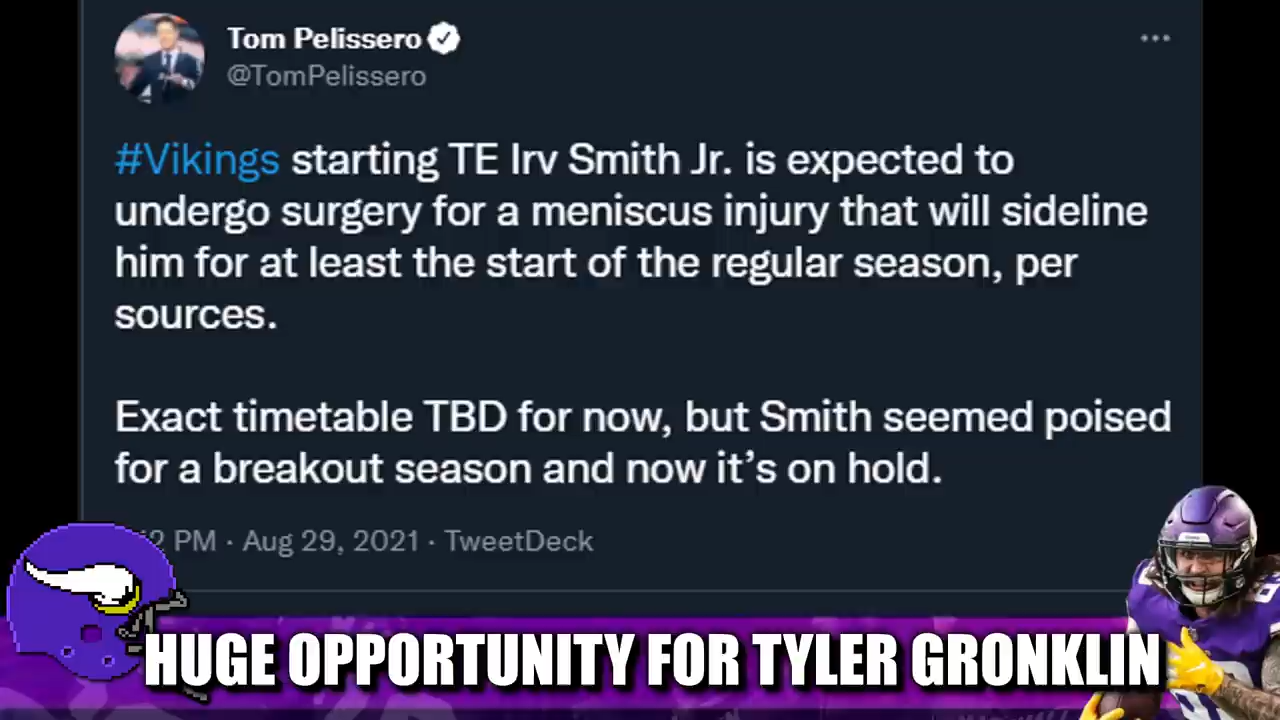 Tom Pelissero
@TomPelissero
#Vikings starting TE Irv Smith Jr. is expected to
undergo surgery for a meniscus injury that will sideline
him for at least the start of the regular season, per
sources.
Exact timetable TBD for now, but Smith seemed poised
for a breakout season and now it’s on hold.
PM · Aug 29, 2021 · TweetDeck
HUGE OPPORTUNITY FOR TYLER GRONKLIN